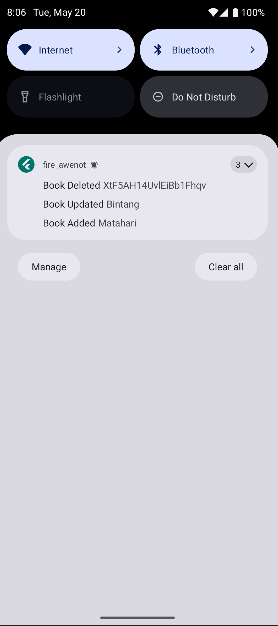 8:06 Tue, May 20 100%
Internet Bluetooth
Flashlight Do Not Disturb
fire_awenot 3
Book Deleted XtF5AH14UvlEiBb1Fhqv
Book Updated Bintang
Book Added Matahari
Manage Clear all